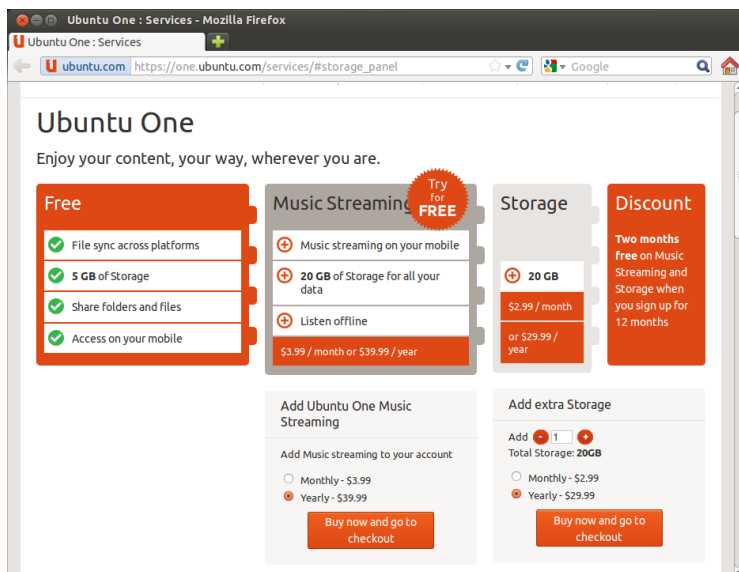 Ubuntu One : Services - Mozilla Firefox
Ubuntu One : Services
ubuntu.com https://one.ubuntu.com/services/#storage_panel
Google
Ubuntu One
Enjoy your content, your way, wherever you are.
Free
File sync across platforms
5 GB of Storage
Share folders and files
Access on your mobile
Music Streaming
Try
for
FREE
Music streaming on your mobile
20 GB of Storage for all your
data
Listen offline
$3.99 / month or $39.99 / year
Storage
20 GB
$2.99 / month
or $29.99 /
year
Discount
Two months
free on Music
Streaming and
Storage when
you sign up for
12 months
Add Ubuntu One Music
Streaming
Add Music streaming to your account
Monthly - $3.99
Yearly - $39.99
Buy now and go to
checkout
Add extra Storage
Add - 1 +
Total Storage: 20GB
Monthly - $2.99
Yearly - $29.99
Buy now and go to
checkout